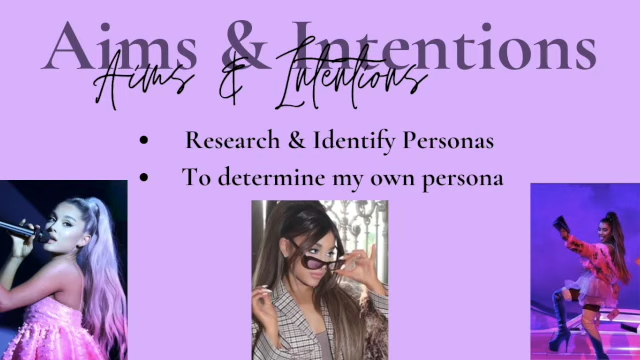 Aims & Intentions
Aims & Intentions
• Research & Identify Personas
• To determine my own persona